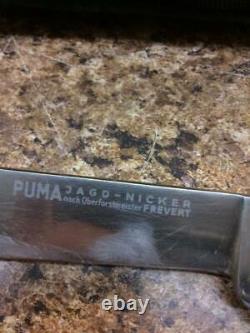 PUMA JAGD-NICKER
nach Oberforstmeister FREVERT
ebay